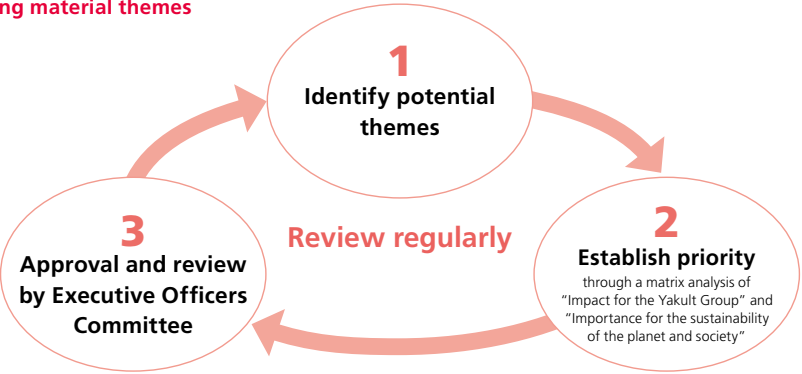 ng material themes
1
Identify potential
themes
2
Establish priority
through a matrix analysis of
“Impact for the Yakult Group” and
“Importance for the sustainability
of the planet and society”
3
Approval and review
by Executive Officers
Committee
Review regularly